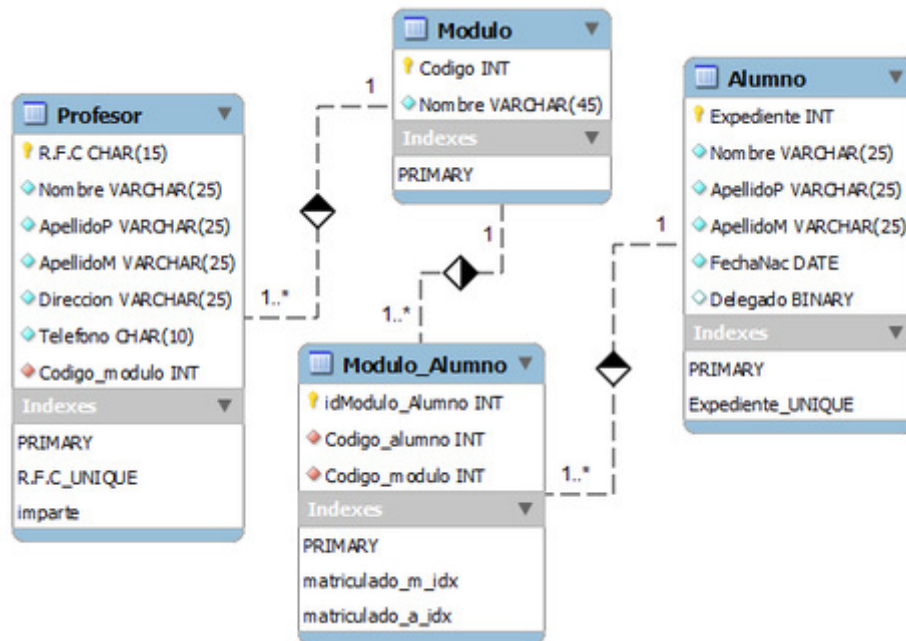 Profesor
R.F.C CHAR(15)
Nombre VARCHAR(25)
ApellidoP VARCHAR(25)
ApellidoM VARCHAR(25)
Direccion VARCHAR(25)
Telefono CHAR(10)
Codigo_modulo INT
Indexes
PRIMARY
R.F.C_UNIQUE
imparte
1
1..*
Modulo
Codigo INT
Nombre VARCHAR(45)
Indexes
PRIMARY
1
1..*
Modulo_Alumno
idModulo_Alumno INT
Codigo_alumno INT
Codigo_modulo INT
Indexes
PRIMARY
matriculado_m_idx
matriculado_a_idx
1
1..*
Alumno
Expediente INT
Nombre VARCHAR(25)
ApellidoP VARCHAR(25)
ApellidoM VARCHAR(25)
FechaNac DATE
Delegado BINARY
Indexes
PRIMARY
Expediente_UNIQUE